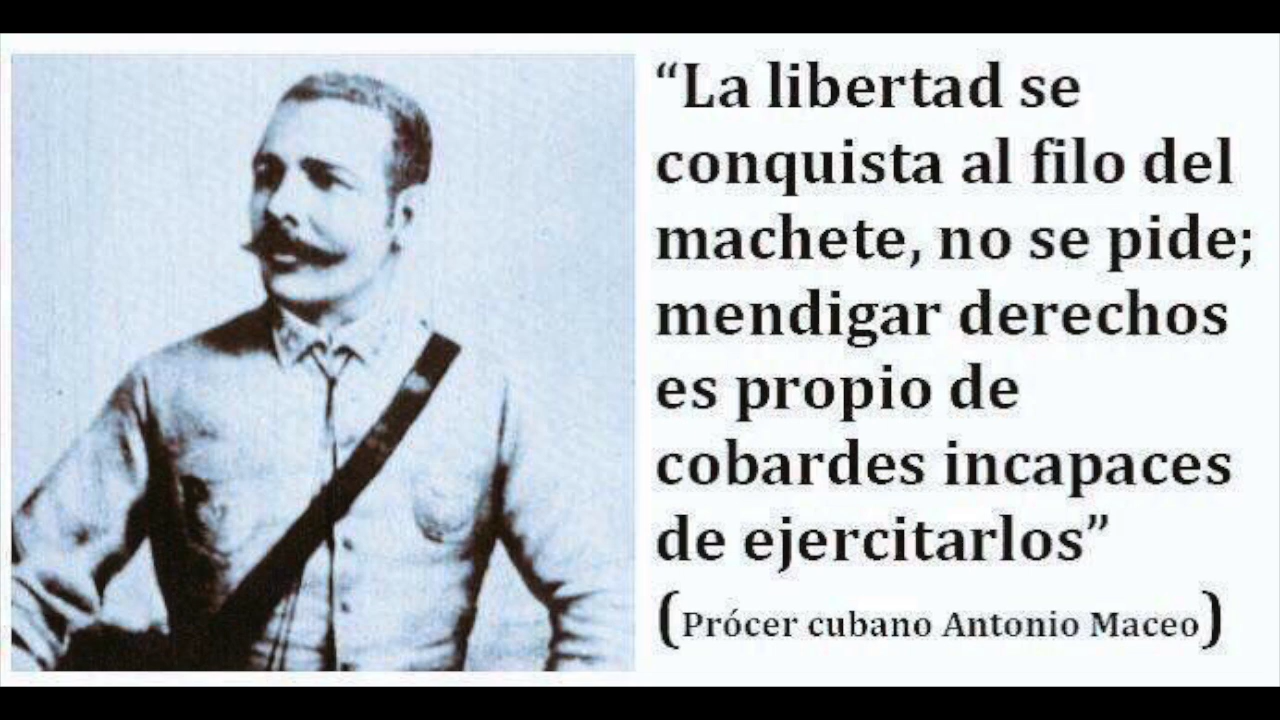 “La libertad se
conquista al filo del
machete, no se pide;
mendigar derechos
es propio de
cobardes incapaces
de ejercitarlos”
(Prócer cubano Antonio Maceo)